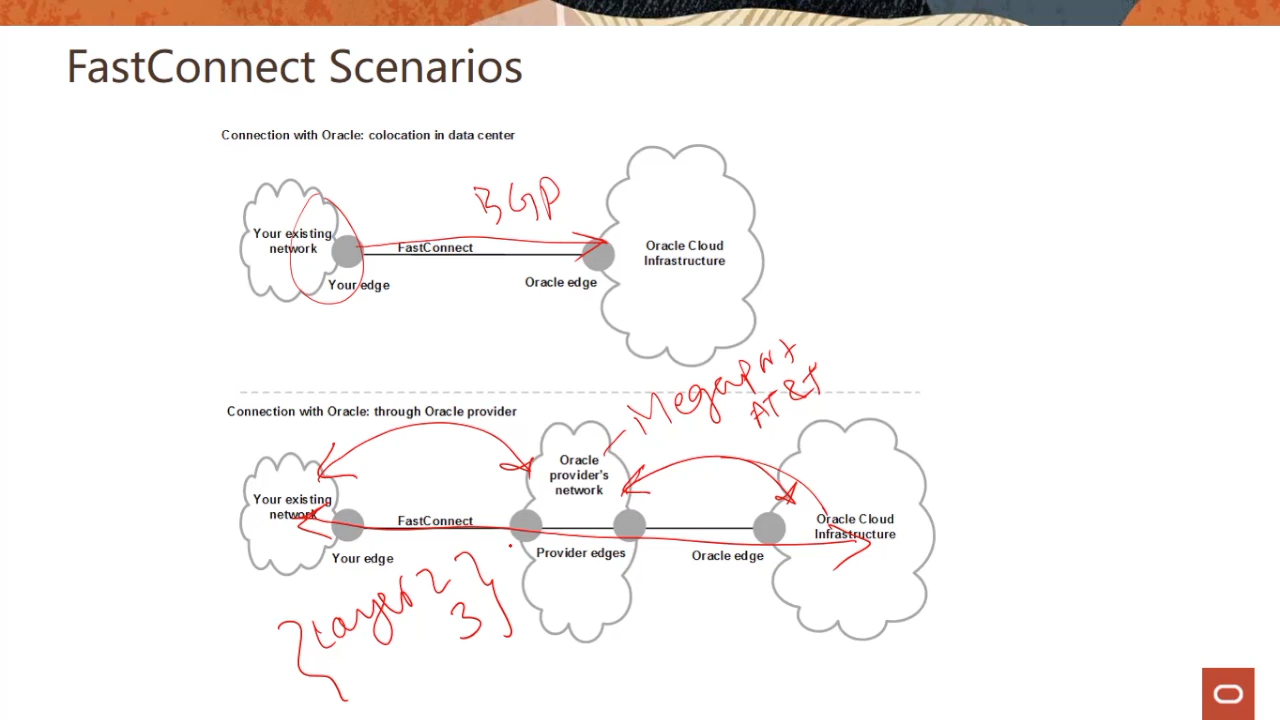 FastConnect Scenarios
Connection with Oracle: colocation in data center
BGP
Your existing
network
FastConnect
Oracle Cloud
Infrastructure
Your edge
Oracle edge
Megaport
AT&T
Connection with Oracle: through Oracle provider
Oracle
provider's
network
Your existing
network
FastConnect
Oracle Cloud
Infrastructure
Your edge
Provider edges
Oracle edge
{Layer 2}
3